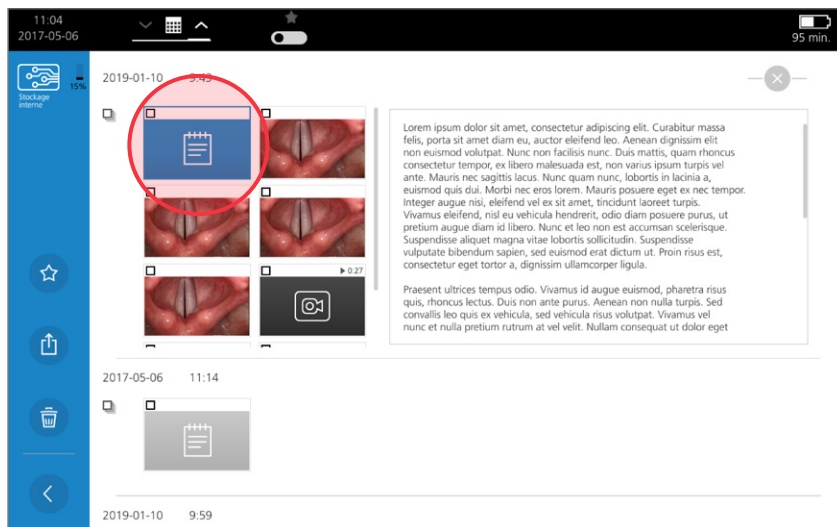 11:04
2017-05-06
95 min.
15%
Stockage
interne
2019-01-10 9:49
Lorem ipsum dolor sit amet, consectetur adipiscing elit. Curabitur massa
felis, porta sit amet diam eu, auctor eleifend leo. Aenean dignissim elit
non euismod volutpat. Nunc non facilisis nunc. Duis mattis, quam rhoncus
consectetur tempor, ex libero malesuada est, non varius ipsum turpis vel
ante. Mauris nec sagittis lacus. Nunc quam nunc, lobortis in lacinia a,
euismod quis dui. Morbi nec eros lorem. Mauris posuere eget ex nec tempor.
Integer augue nisi, eleifend vel ex sit amet, tincidunt laoreet turpis.
Vivamus eleifend, nisl eu vehicula hendrerit, odio diam posuere purus, ut
pretium augue diam id libero. Nunc et leo non est accumsan scelerisque.
Suspendisse aliquet magna vitae lobortis sollicitudin. Suspendisse
vulputate bibendum sapien, sed euismod erat dictum ut. Proin risus est,
consectetur eget tortor a, dignissim ullamcorper ligula.
Praesent ultrices tempus odio. Vivamus id augue euismod, pharetra risus
quis, rhoncus lectus. Duis non ante purus. Aenean non nulla turpis. Sed
convallis leo quis ex vehicula, sed vehicula risus volutpat. Vivamus vel
nunc et nulla pretium rutrum at vel velit. Nullam consequat ut dolor eget
0:27
2017-05-06 11:14
2019-01-10 9:59